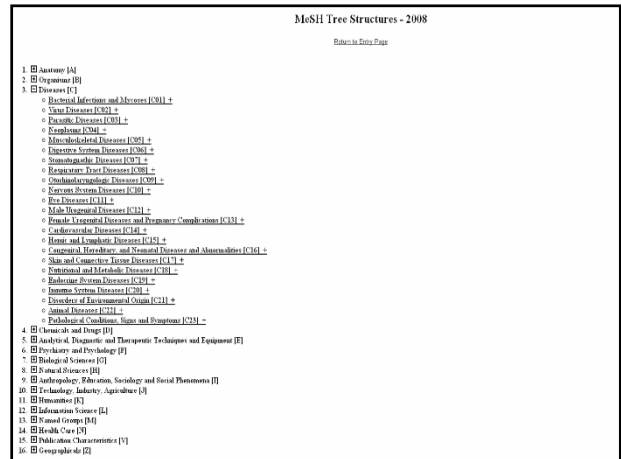 MeSH Tree Structures - 2008
Return to Entry Page
1. Anatomy [A]
2. Organisms [B]
3. Diseases [C]
Bacterial Infections and Mycoses [C01] +
Virus Diseases [C02] +
Parasitic Diseases [C03] +
Neoplasms [C04] +
Musculoskeletal Diseases [C05] +
Digestive System Diseases [C06] +
Stomatognathic Diseases [C07] +
Respiratory Tract Diseases [C08] +
Otorhinolaryngologic Diseases [C09] +
Nervous System Diseases [C10] +
Eye Diseases [C11] +
Male Urogenital Diseases [C12] +
Female Urogenital Diseases and Pregnancy Complications [C13] +
Cardiovascular Diseases [C14] +
Hemic and Lymphatic Diseases [C15] +
Congenital, Hereditary, and Neonatal Diseases and Abnormalities [C16] +
Skin and Connective Tissue Diseases [C17] +
Nutritional and Metabolic Diseases [C18] +
Endocrine System Diseases [C19] +
Immune System Diseases [C20] +
Disorders of Environmental Origin [C21] +
Animal Diseases [C22] +
Pathological Conditions, Signs and Symptoms [C23] +
4. Chemicals and Drugs [D]
5. Analytical, Diagnostic and Therapeutic Techniques and Equipment [E]
6. Psychiatry and Psychology [F]
7. Biological Sciences [G]
8. Natural Sciences [H]
9. Anthropology, Education, Sociology and Social Phenomena [I]
10. Technology, Industry, Agriculture [J]
11. Humanities [K]
12. Information Science [L]
13. Named Groups [M]
14. Health Care [N]
15. Publication Characteristics [V]
16. Geographicals [Z]